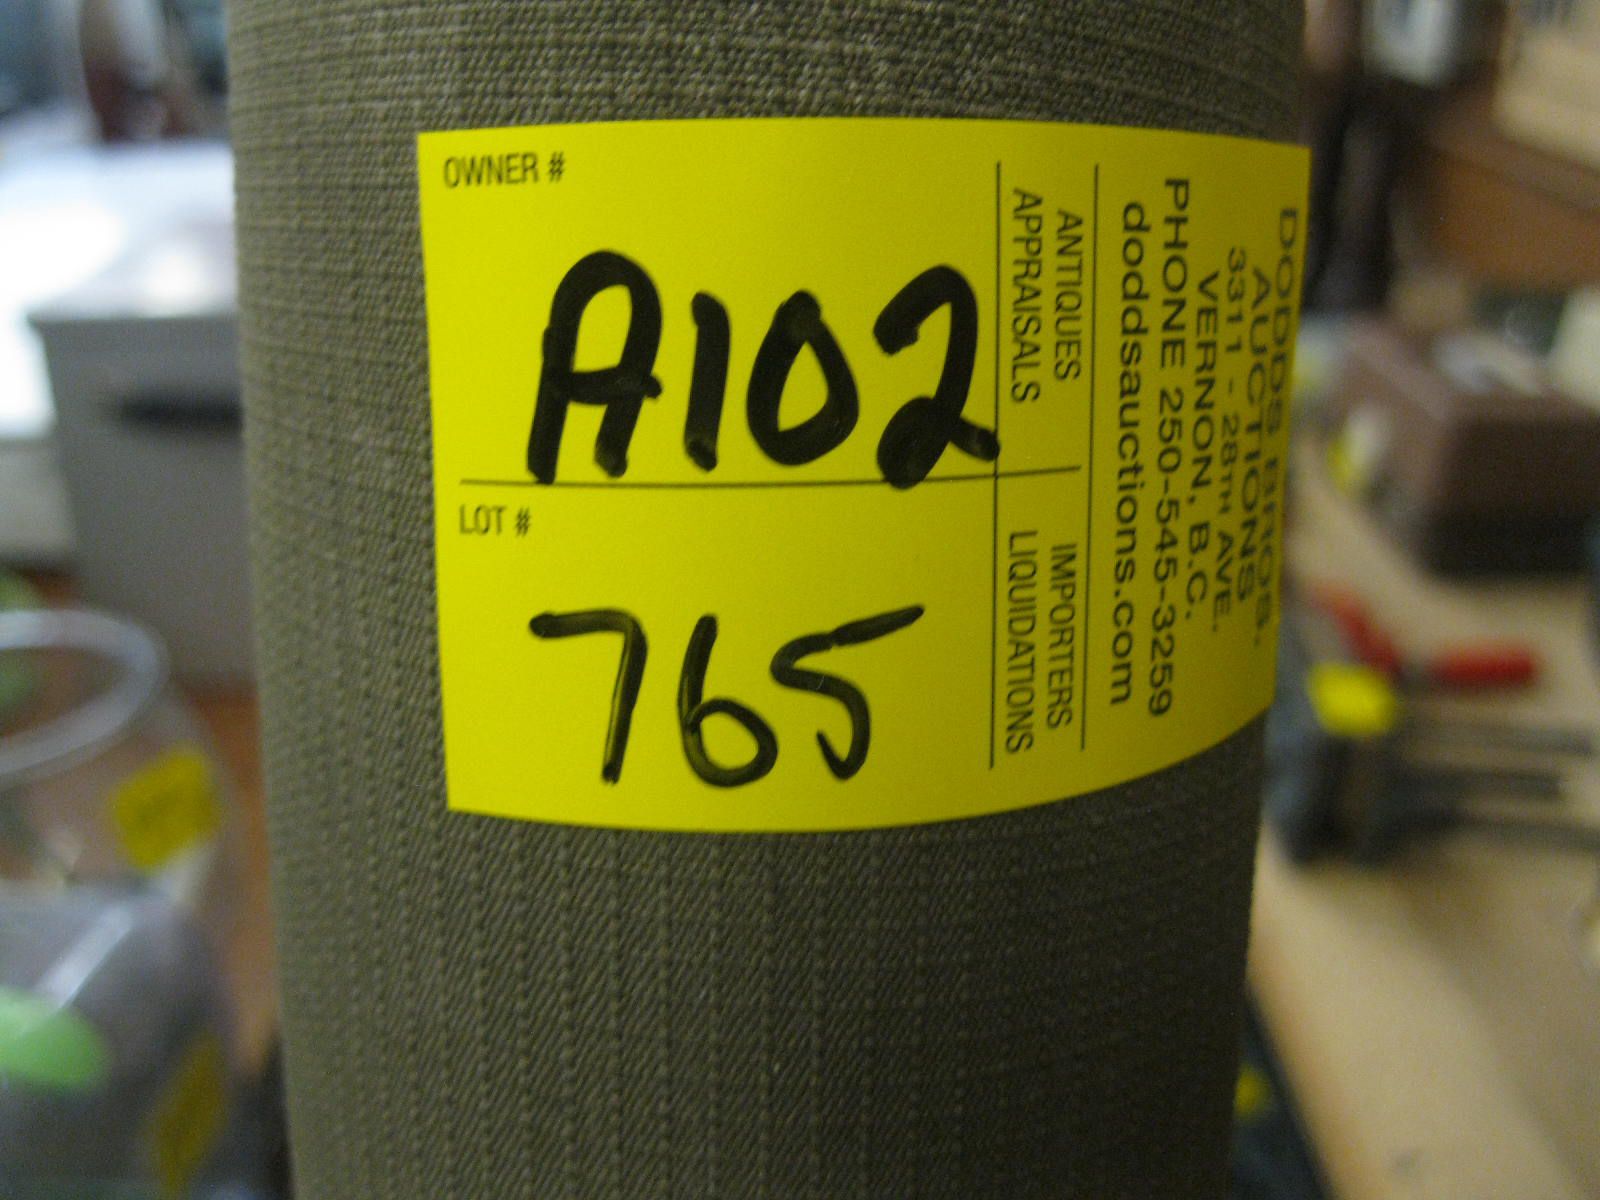 OWNER #
A102
LOT #
765
ANTIQUES
APPRAISALS
IMPORTERS
LIQUIDATIONS
DODDS BROS.
AUCTIONS
3311 - 28TH AVE.
VERNON, B.C.
PHONE 250-545-3259
doddsauctions.com